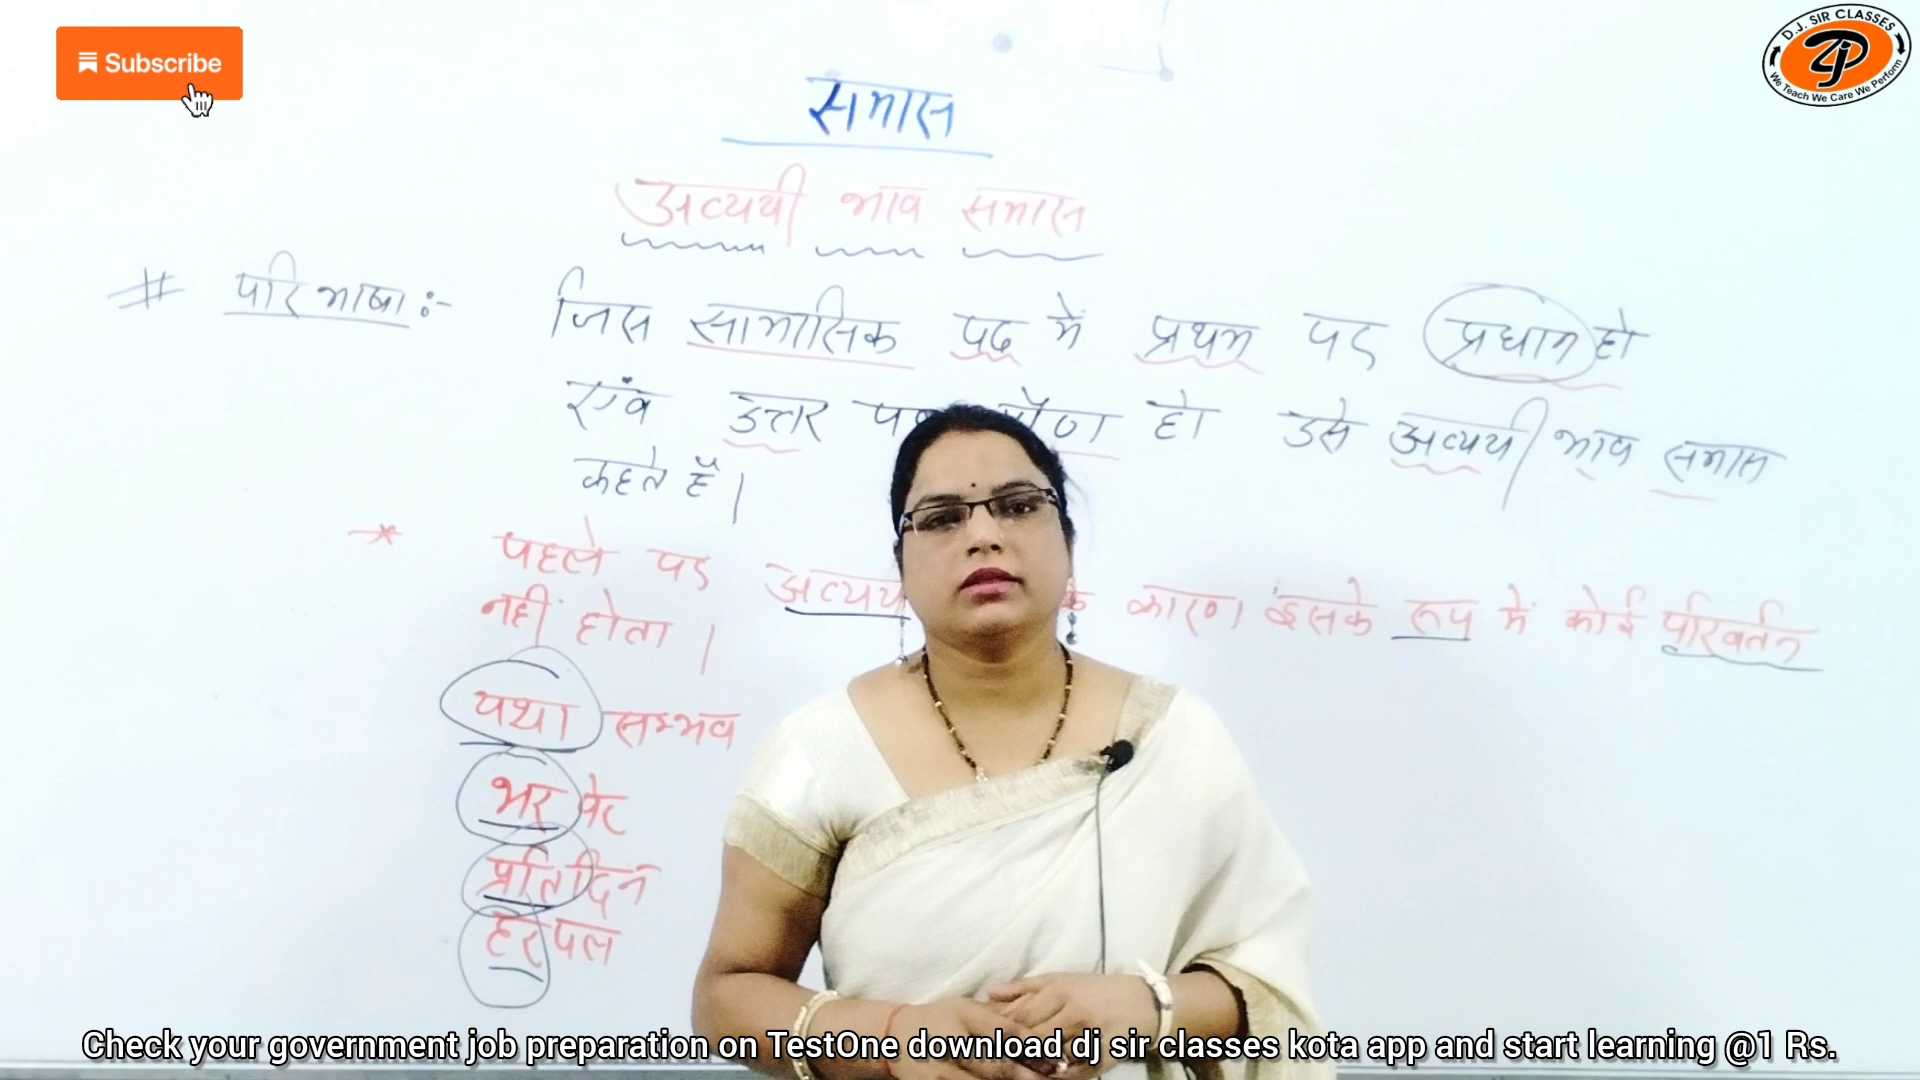 Subscribe
D.J. SIR CLASSES
We Teach We Care We Perform
समास
अव्ययी भाव समास
# परिभाषा :- जिस सामासिक पद में प्रथम पद प्रधान हो
एंव उत्तर हो उसे अव्ययी भाव समास
कहते हैं।
* पहले पद अव्यय के कारण इसके रूप में कोई परिवर्तन
नहीं होता।
यथा सम्भव
भर पेट
प्रतिदिन
हर पल
Check your government job preparation on TestOne download dj sir classes kota app and start learning @1 Rs.